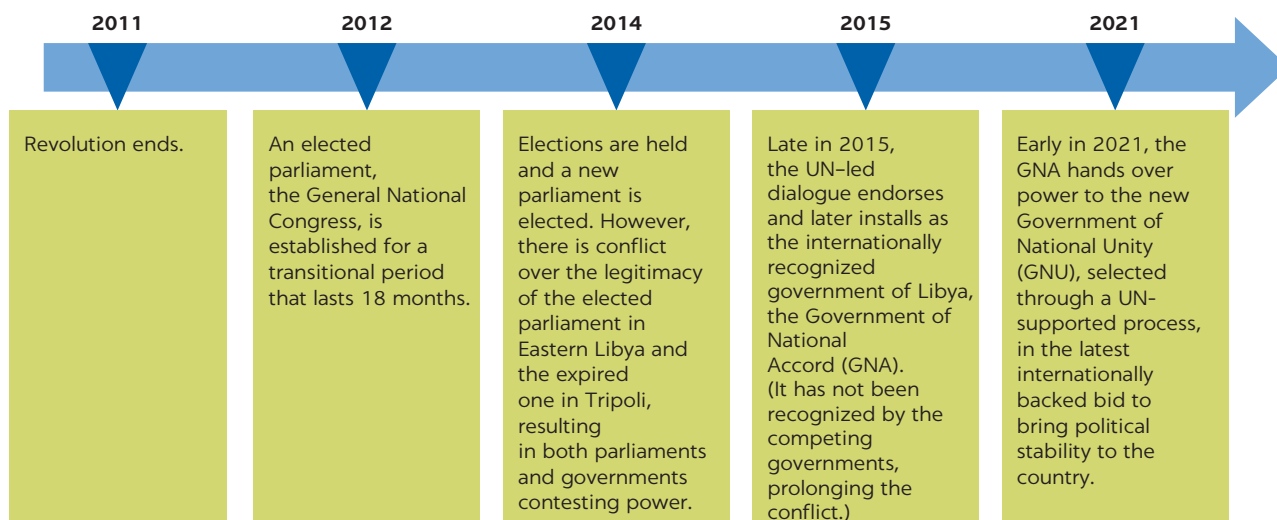 2011
2012
2014
2015
2021
Revolution ends.
An elected
parliament,
the General National
Congress, is
established for a
transitional period
that lasts 18 months.
Elections are held
and a new
parliament is
elected. However,
there is conflict
over the legitimacy
of the elected
parliament in
Eastern Libya and
the expired
one in Tripoli,
resulting
in both parliaments
and governments
contesting power.
Late in 2015,
the UN–led
dialogue endorses
and later installs as
the internationally
recognized
government of Libya,
the Government of
National
Accord (GNA).
(It has not been
recognized by the
competing
governments,
prolonging the
conflict.)
Early in 2021, the
GNA hands over
power to the new
Government of
National Unity
(GNU), selected
through a UN-
supported process,
in the latest
internationally
backed bid to
bring political
stability to the
country.